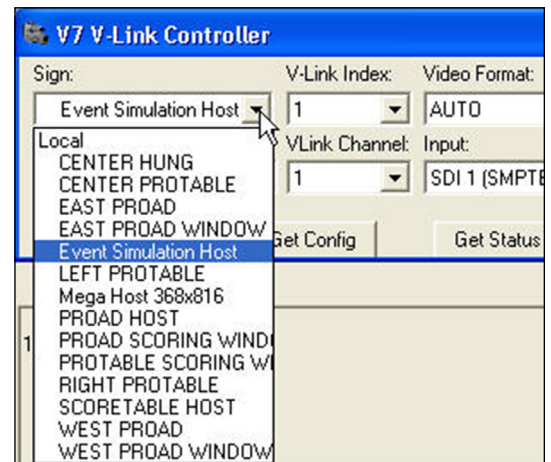 V7 V-Link Controller
Sign: V-Link Index: Video Format:
Event Simulation Host 1 AUTO
VLink Channel: Input:
1 SDI 1 (SMPTE
Get Config Get Status
Local
CENTER HUNG
CENTER PROTABLE
EAST PROAD
EAST PROAD WINDOW
Event Simulation Host
LEFT PROTABLE
Mega Host 368x816
PROAD HOST
PROAD SCORING WIND
PROTABLE SCORING WI
RIGHT PROTABLE
SCORETABLE HOST
WEST PROAD
WEST PROAD WINDOW
1